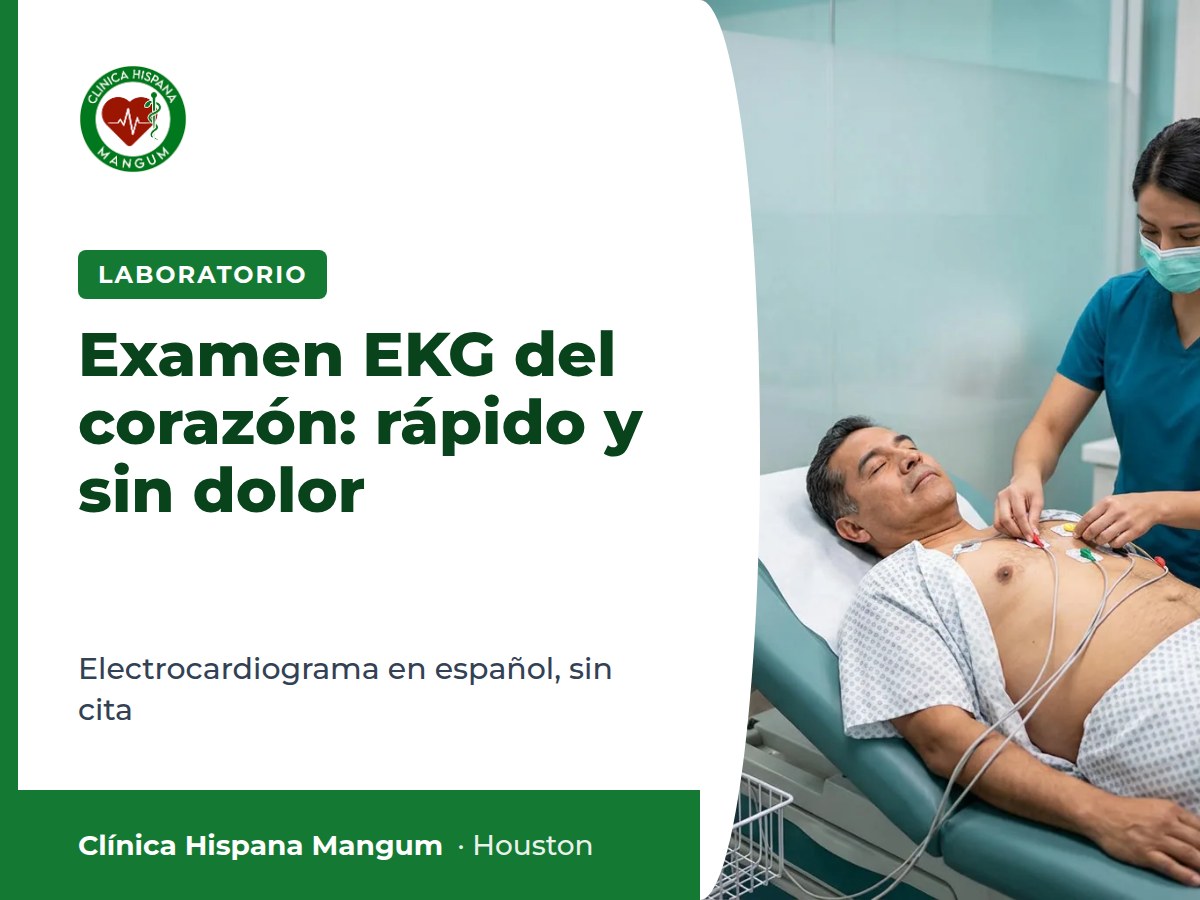 CLINICA HISPANA
MANGUM
LABORATORIO
Examen EKG del
corazón: rápido y
sin dolor
Electrocardiograma en español, sin
cita
Clínica Hispana Mangum · Houston